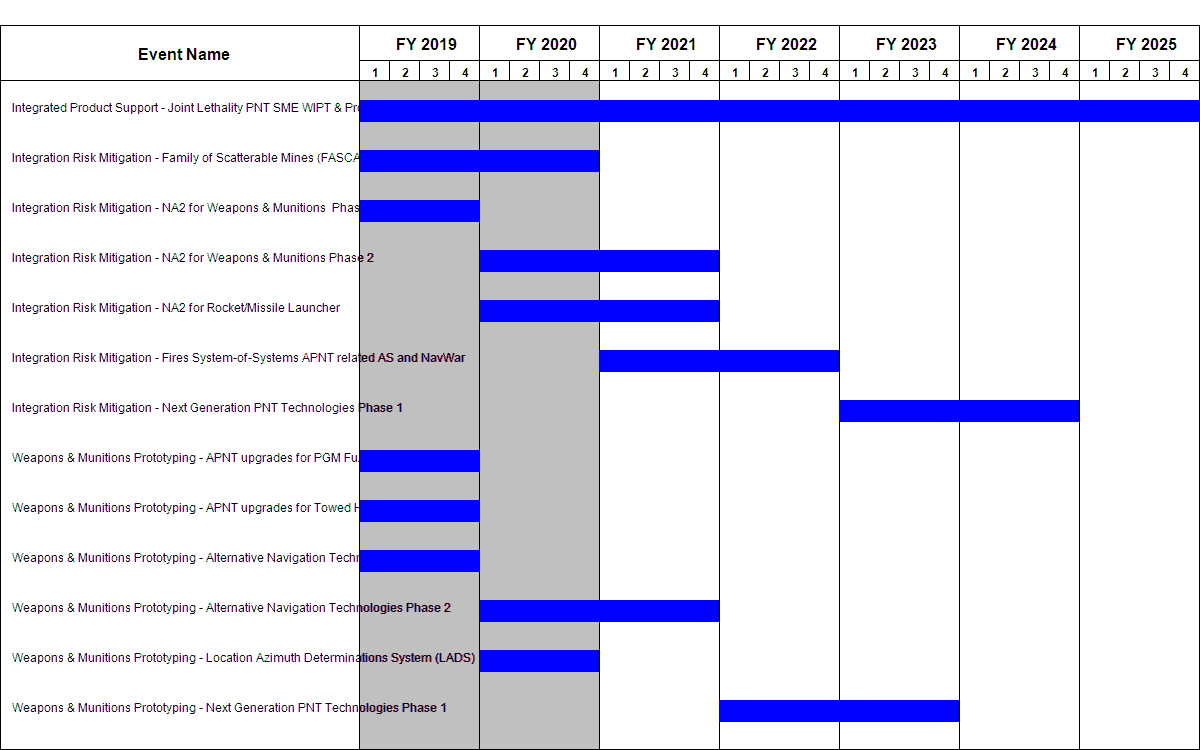 Event Name FY 2019 FY 2020 FY 2021 FY 2022 FY 2023 FY 2024 FY 2025
1 2 3 4 1 2 3 4 1 2 3 4 1 2 3 4 1 2 3 4 1 2 3 4 1 2 3 4
Integrated Product Support - Joint Lethality PNT SME WIPT &
Integration Risk Mitigation - Family of Scatterable Mines (FASCA
Integration Risk Mitigation - NA2 for Weapons & Munitions Phas
Integration Risk Mitigation - NA2 for Weapons & Munitions Phase 2
Integration Risk Mitigation - NA2 for Rocket/Missile Launcher
Integration Risk Mitigation - Fires System-of-Systems APNT related AS and NavWar
Integration Risk Mitigation - Next Generation PNT Technologies Phase 1
Weapons & Munitions Prototyping - APNT upgrades for PGM Fu
Weapons & Munitions Prototyping - APNT upgrades for Towed H
Weapons & Munitions Prototyping - Alternative Navigation Techn
Weapons & Munitions Prototyping - Alternative Navigation Technologies Phase 2
Weapons & Munitions Prototyping - Location Azimuth Determinations System (LADS)
Weapons & Munitions Prototyping - Next Generation PNT Technologies Phase 1